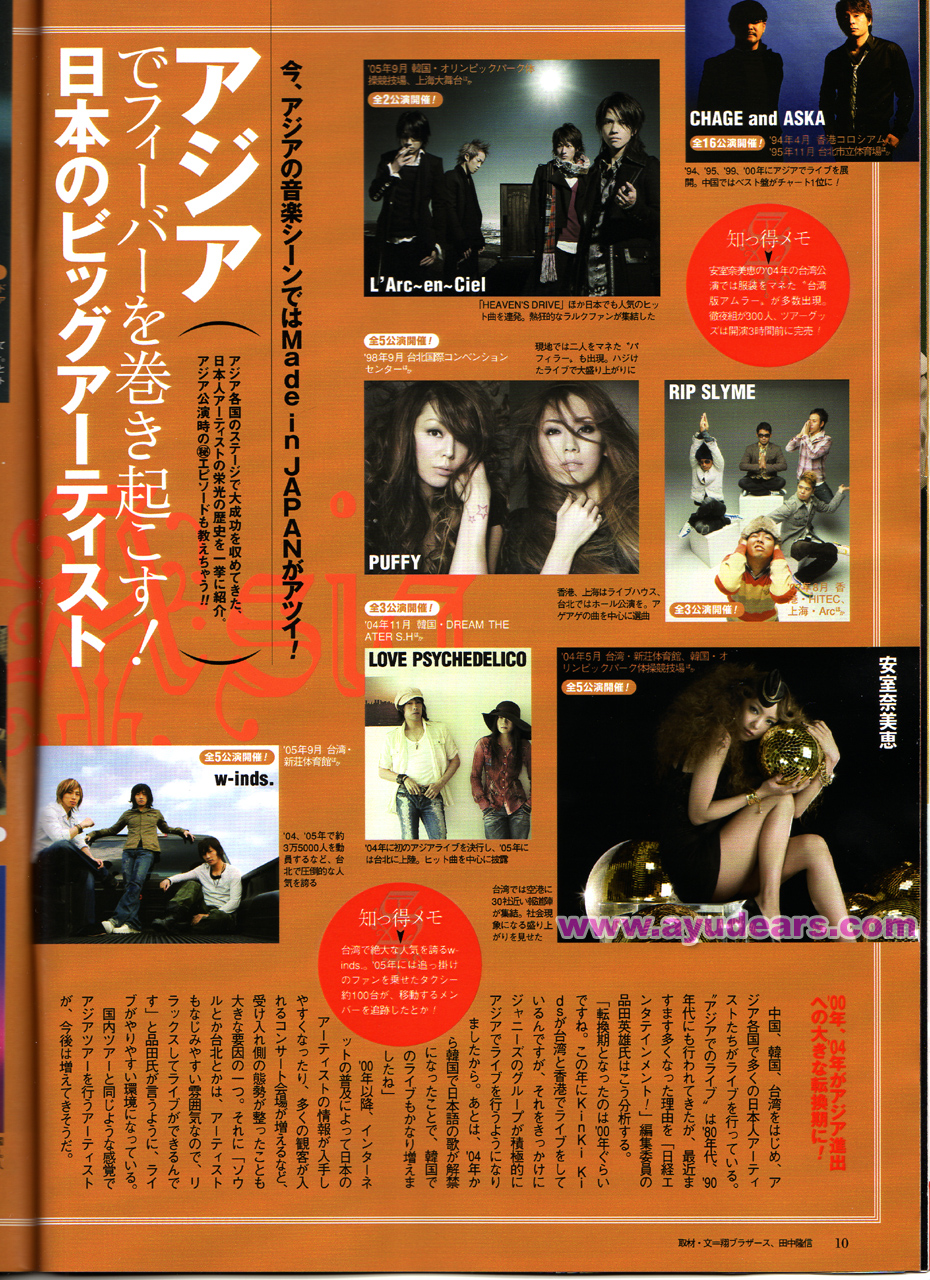 アジア
でフィーバーを巻き起こす!
日本のビッグアーティスト
今、アジアの音楽シーンではMade in JAPANがアツイ!
アジア各国のステージで大成功を収めてきた、
日本人アーティストの栄光の歴史を一挙に紹介。
アジア公演時の㊙エピソードも教えちゃう!!
CHAGE and ASKA
全16公演開催!
'94年4月 香港コロシアム、
'95年11月 台北市立体育場ほか
'94、'95、'99、'00年にアジアでライブを展
開。中国ではベスト盤がチャート1位に!
'05年9月 韓国・オリンピックパーク体
操競技場、上海大舞台ほか
全2公演開催!
L'Arc~en~Ciel
「HEAVEN'S DRIVE」ほか日本でも人気のヒッ
ト曲を連発。熱狂的なラルクファンが集結した
知っ得メモ
安室奈美恵の'04年の台湾公
演では服装をマネた〝台湾
版アムラー〟が多数出現。
徹夜組が300人、ツアーグッ
ズは開演3時間前に完売!
全5公演開催!
'98年9月 台北国際コンベンション
センターほか
現地では二人をマネた〝パ
フィラー〟も出現。ハジけ
たライブで大盛り上がりに
PUFFY
RIP SLYME
全3公演開催!
香港、上海はライブハウス、
台北ではホール公演を。ア
ゲアゲの曲を中心に選曲
全3公演開催!
'04年11月 韓国・DREAM THE
ATER S.Hほか
LOVE PSYCHEDELICO
'04年に初のアジアライブを決行し、'05年に
は台北に上陸。ヒット曲を中心に披露
'04年5月 台湾・新荘体育館、韓国・オ
リンピックパーク体操競技場ほか
全5公演開催!
安室奈美恵
台湾では空港に
30社近い報道陣
が集結。社会現
象になる盛り上
がりを見せた
全5公演開催!
w-inds.
'05年9月 台湾・
新荘体育館ほか
'04、'05年で約
3万5000人を動
員するなど、台
北で圧倒的な人
気を誇る
知っ得メモ
台湾で絶大な人気を誇るw-
inds.。'05年には追っ掛け
のファンを乗せたタクシー
約100台が、移動するメン
バーを追跡したとか!
www.ayudears.com
'00年、'04年がアジア進出
への大きな転換期に!
中国、韓国、台湾をはじめ、ア
ジア各国で多くの日本人アーティ
ストたちがライブを行っている。
〝アジアでのライブ〟は'80年代、'90
年代にも行われてきたが、最近ま
すます多くなった理由を「日経エ
ンタテインメント!」編集委員の
品田英雄氏はこう分析する。
「転換期となったのは'00年ぐらい
ですね。この年にKinKi Ki
dsが台湾と香港でライブをして
いるんですが、それをきっかけに
ジャニーズのグループが積極的に
アジアでライブを行うようになり
ましたから。あとは、'04年か
ら韓国で日本語の歌が解禁
になったことで、韓国で
のライブもかなり増えま
したね」
'00年以降、インターネ
ットの普及によって日本の
アーティストの情報が入手し
やすくなったり、多くの観客が入
れるコンサート会場が増えるなど、
受け入れ側の態勢が整ったことも
大きな要因の一つ。それに「ソウ
ルとか台北とかは、アーティスト
もなじみやすい雰囲気なので、リ
ラックスしてライブができるんで
す」と品田氏が言うように、ライ
ブがやりやすい環境になっている。
国内ツアーと同じような感覚で
アジアツアーを行うアーティスト
が、今後は増えてきそうだ。
取材・文=翔ブラザース、田中隆信
10